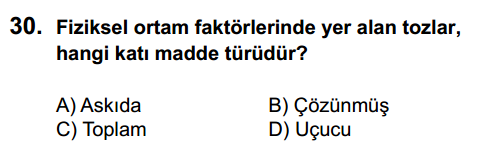 30. Fiziksel ortam faktörlerinde yer alan tozlar,
hangi katı madde türüdür?
A) Askıda B) Çözünmüş
C) Toplam D) Uçucu